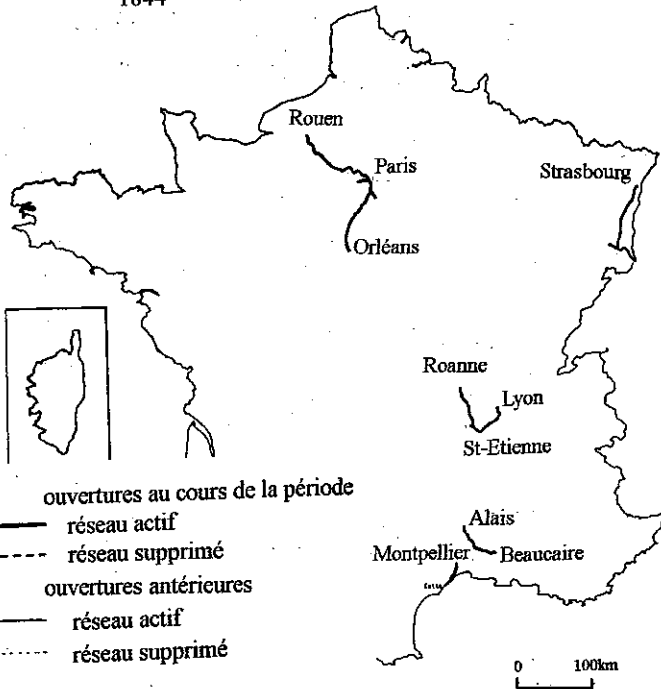 1844
Rouen
Paris
Strasbourg
Orléans
Roanne
Lyon
St-Etienne
ouvertures au cours de la période
réseau actif
réseau supprimé
ouvertures antérieures
réseau actif
réseau supprimé
Alais
Montpellier
Beaucaire
Cette
0 100km